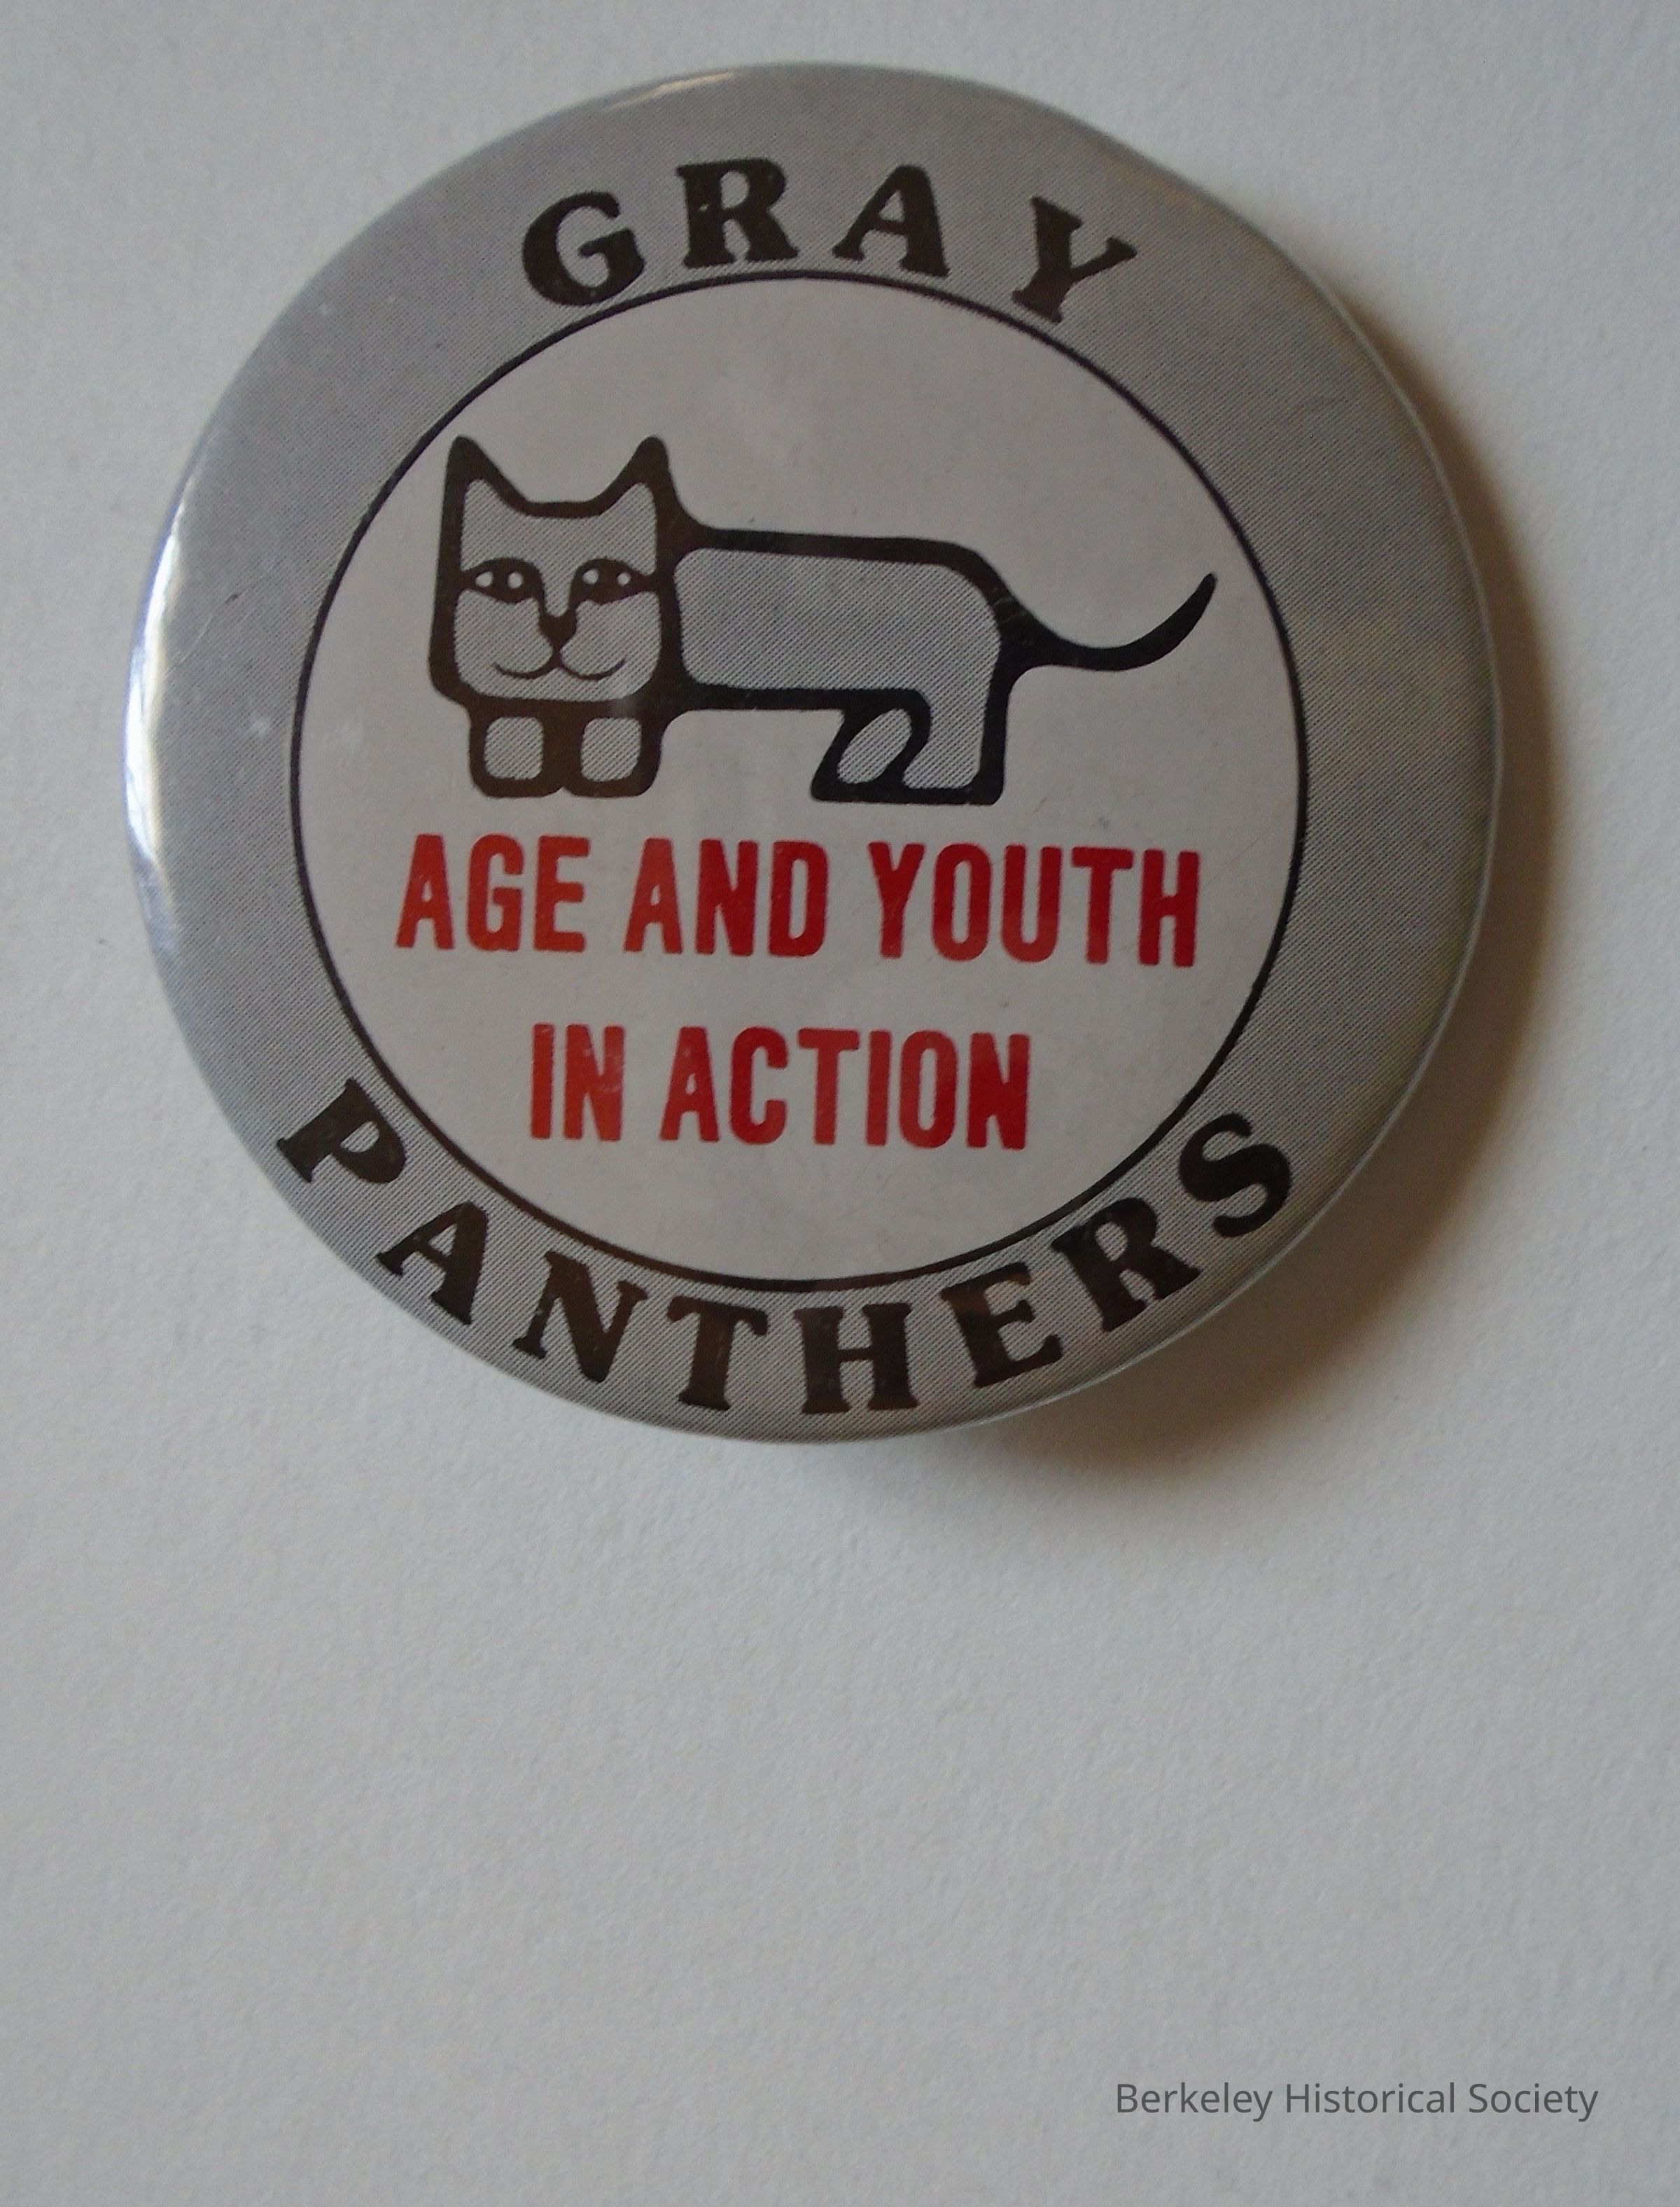 GRAY
AGE AND YOUTH
IN ACTION
PANTHERS
Berkeley Historical Society